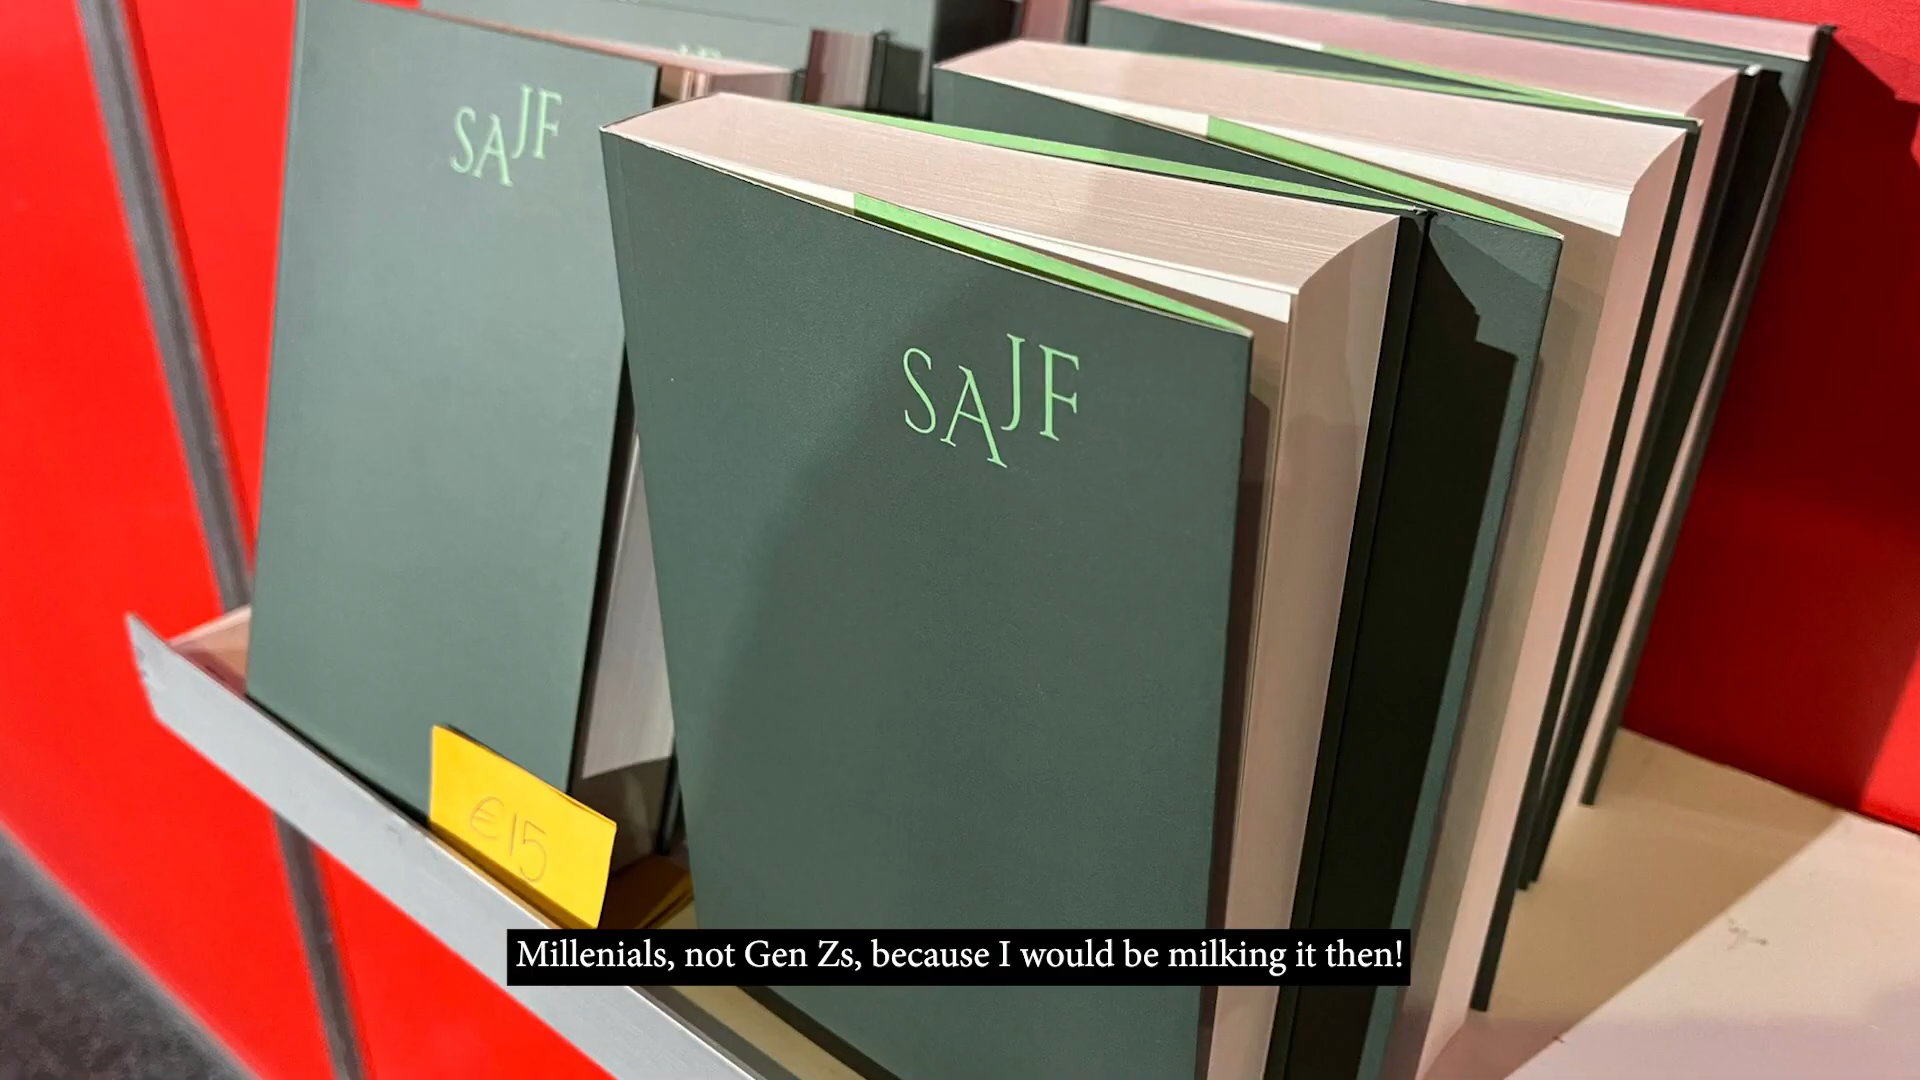 SAJF
SAJF
€15
Millenials, not Gen Zs, because I would be milking it then!